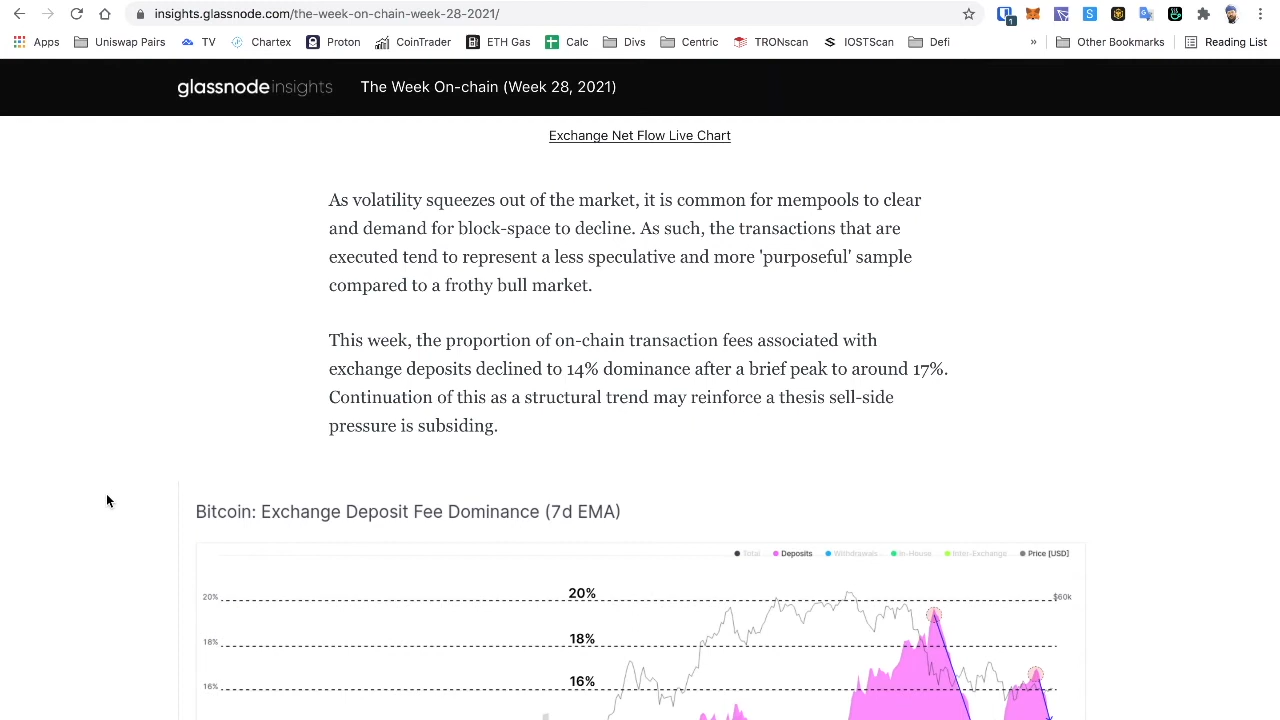 insights.glassnode.com/the-week-on-chain-week-28-2021/
1
Apps Uniswap Pairs TV Chartex Proton CoinTrader ETH Gas Calc Divs Centric TRONscan IOSTScan Defi » Other Bookmarks Reading List
glassnode insights The Week On-chain (Week 28, 2021)
Exchange Net Flow Live Chart
As volatility squeezes out of the market, it is common for mempools to clear
and demand for block-space to decline. As such, the transactions that are
executed tend to represent a less speculative and more 'purposeful' sample
compared to a frothy bull market.
This week, the proportion of on-chain transaction fees associated with
exchange deposits declined to 14% dominance after a brief peak to around 17%.
Continuation of this as a structural trend may reinforce a thesis sell-side
pressure is subsiding.
Bitcoin: Exchange Deposit Fee Dominance (7d EMA)
Total Deposits Withdrawals In-House Inter-Exchange Price [USD]
20% 20% $60k
18% 18%
16% 16%